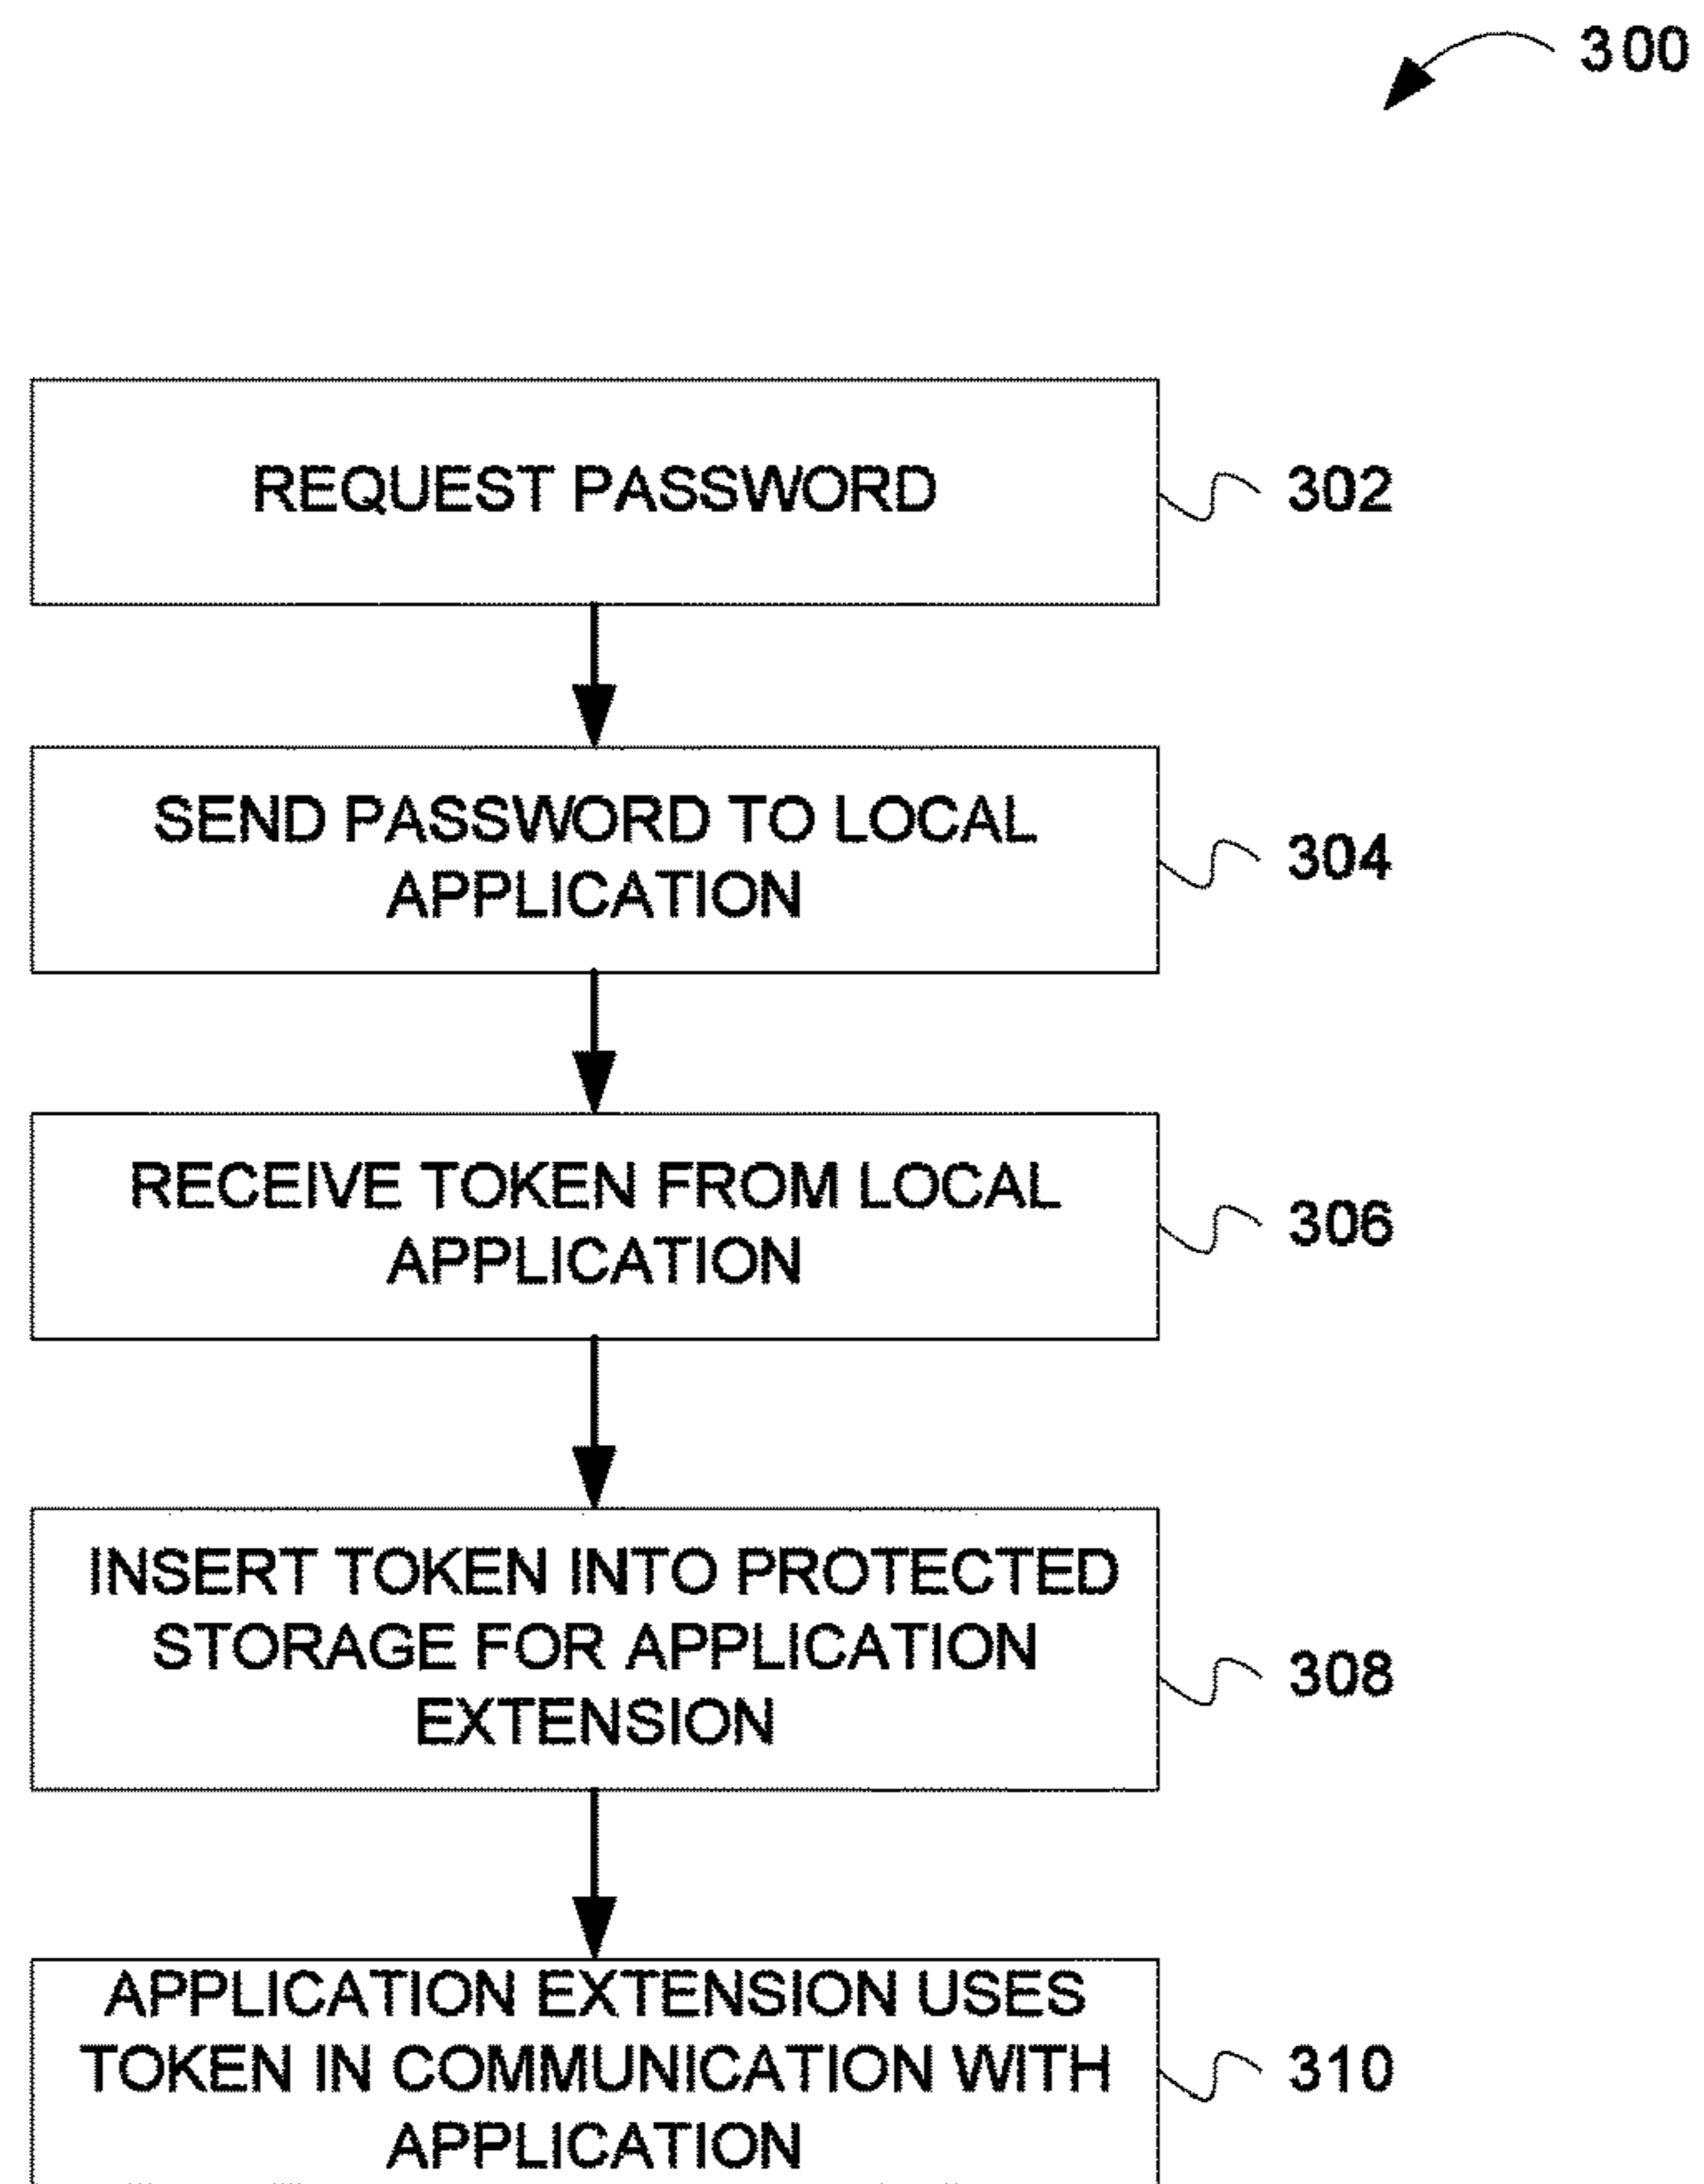 300
REQUEST PASSWORD
302
SEND PASSWORD TO LOCAL
APPLICATION
304
RECEIVE TOKEN FROM LOCAL
APPLICATION
306
INSERT TOKEN INTO PROTECTED
STORAGE FOR APPLICATION
EXTENSION
308
APPLICATION EXTENSION USES
TOKEN IN COMMUNICATION WITH
APPLICATION
310